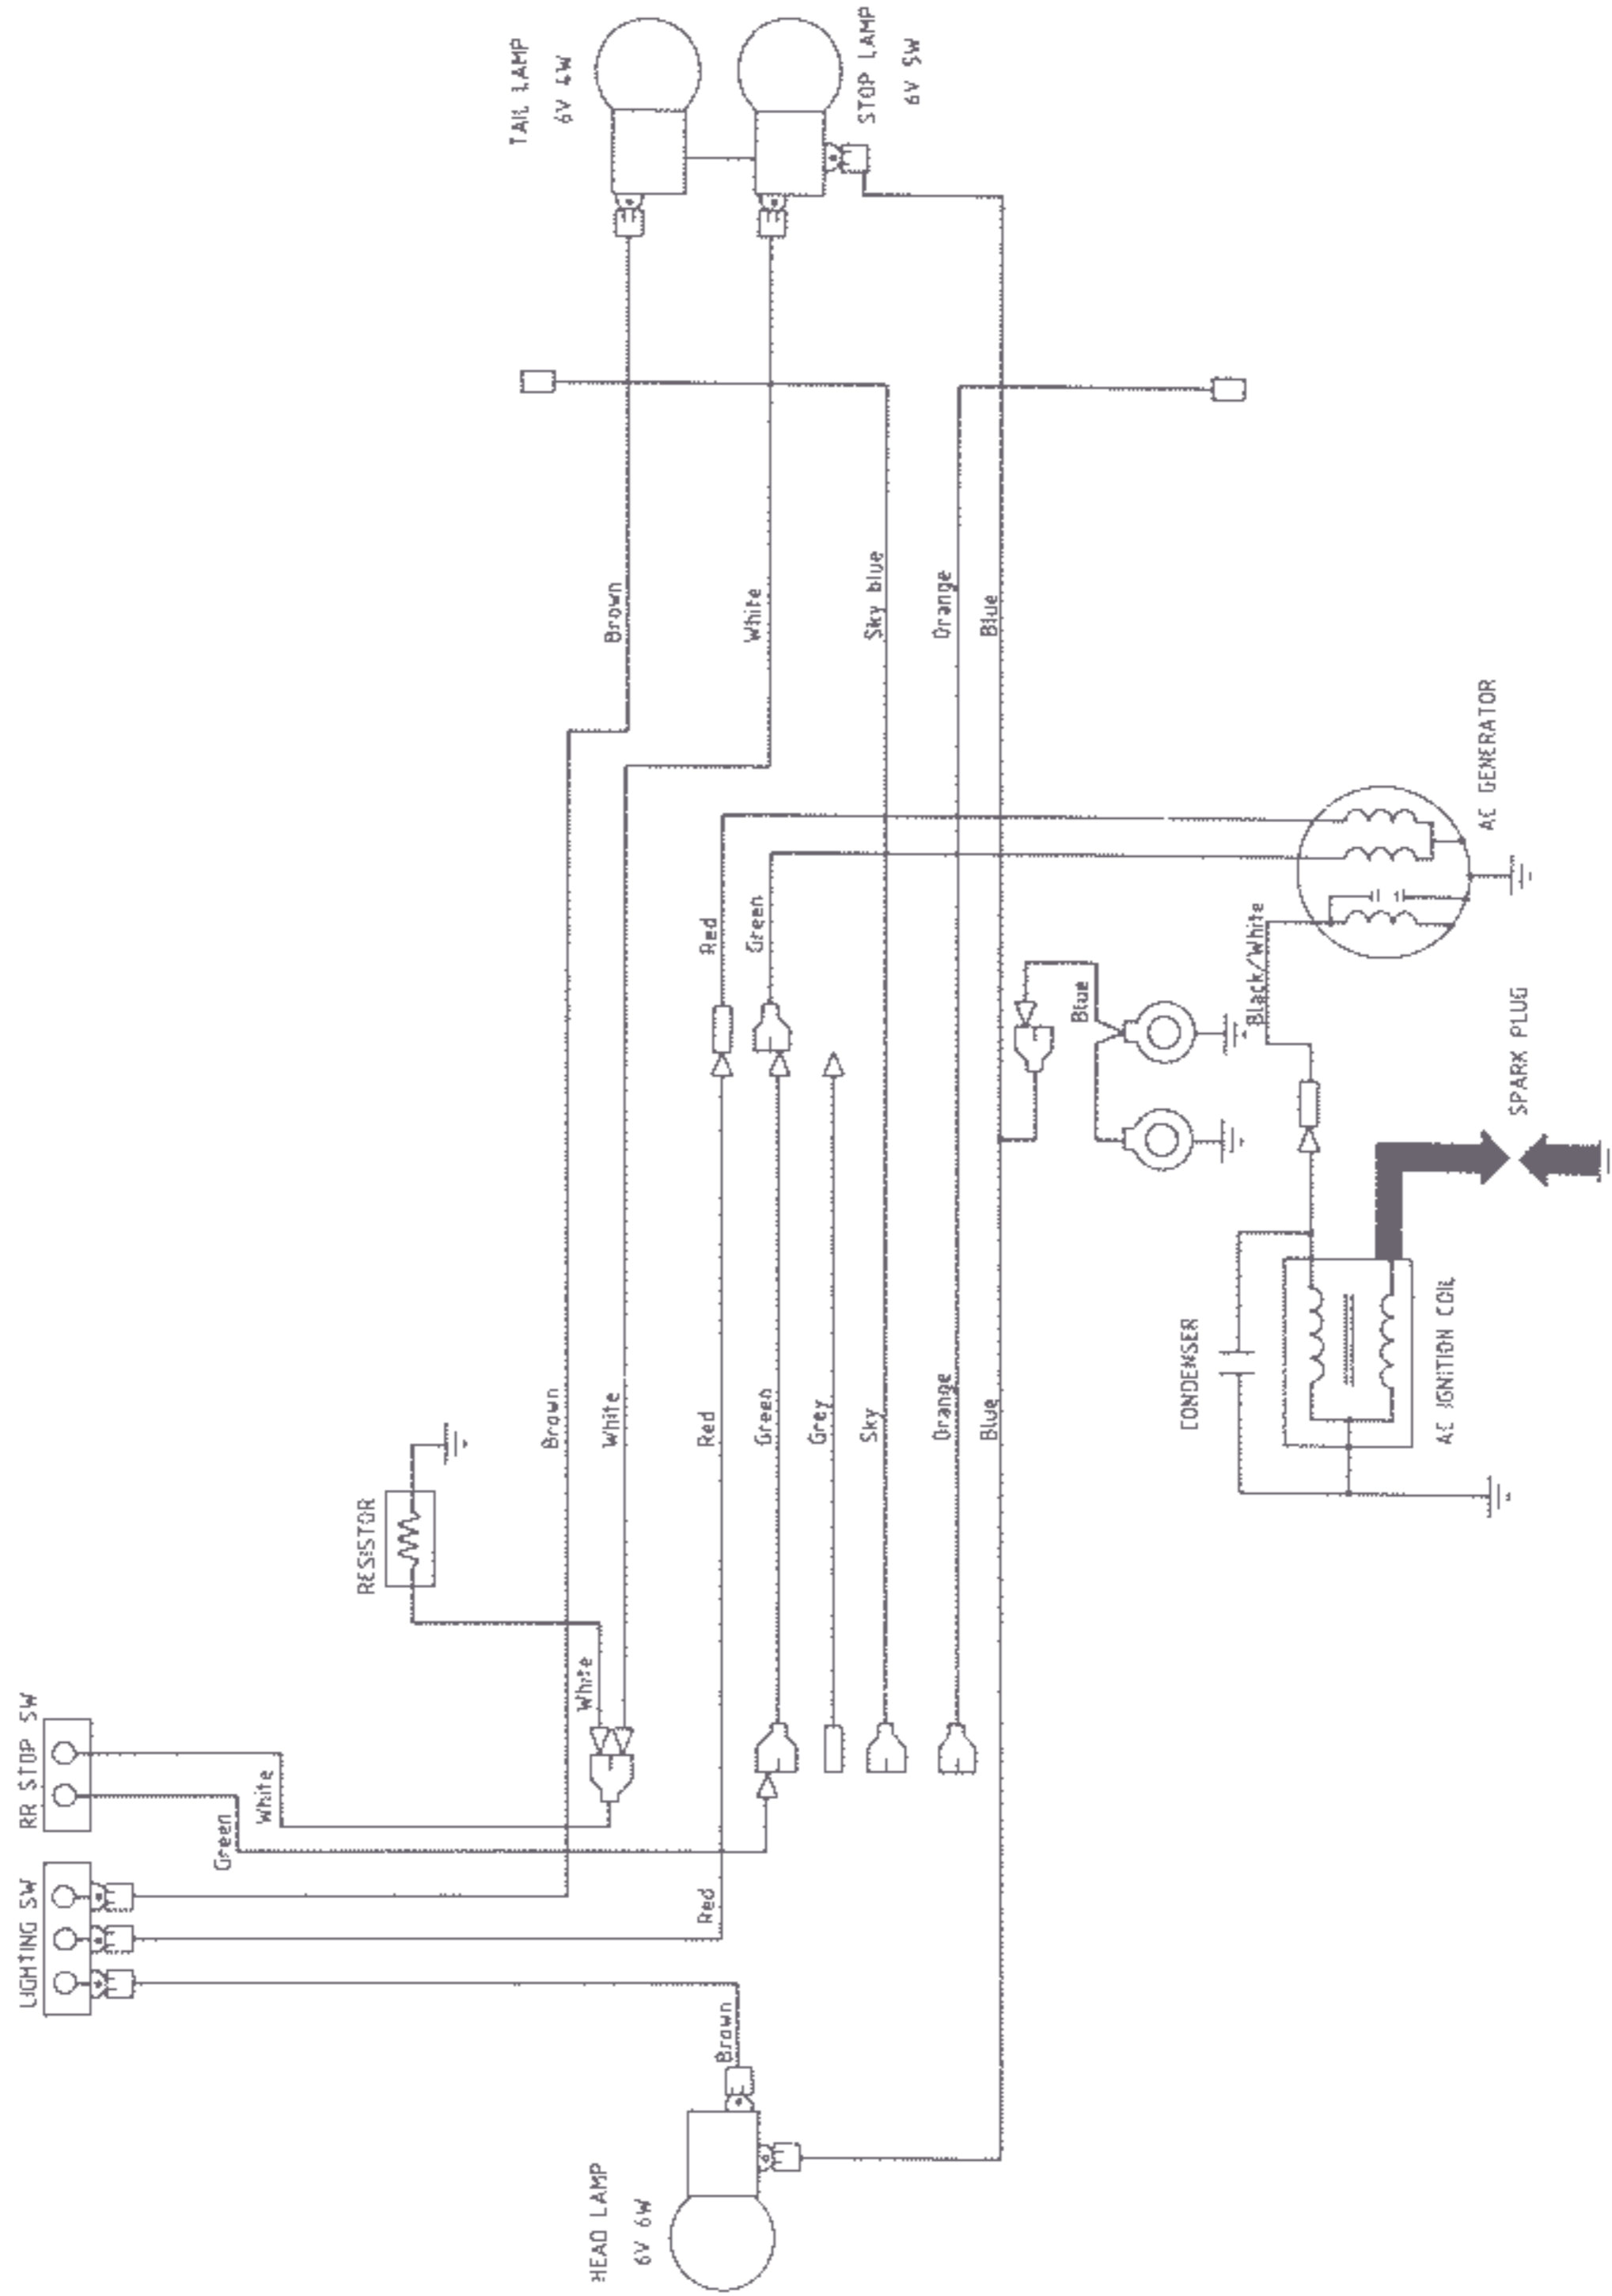 TAIL LAMP
6V 4W
STOP LAMP
6V 5W
Brown
White
Sky blue
Orange
Blue
AC GENERATOR
Red
Green
Blue
Black/White
SPARK PLUG
Brown
White
Red
Green
Grey
Sky
Orange
Blue
CONDENSER
AC IGNITION COIL
RESISTOR
White
RR STOP SW
White
Green
LIGHTING SW
Red
Brown
HEAD LAMP
6V 6W